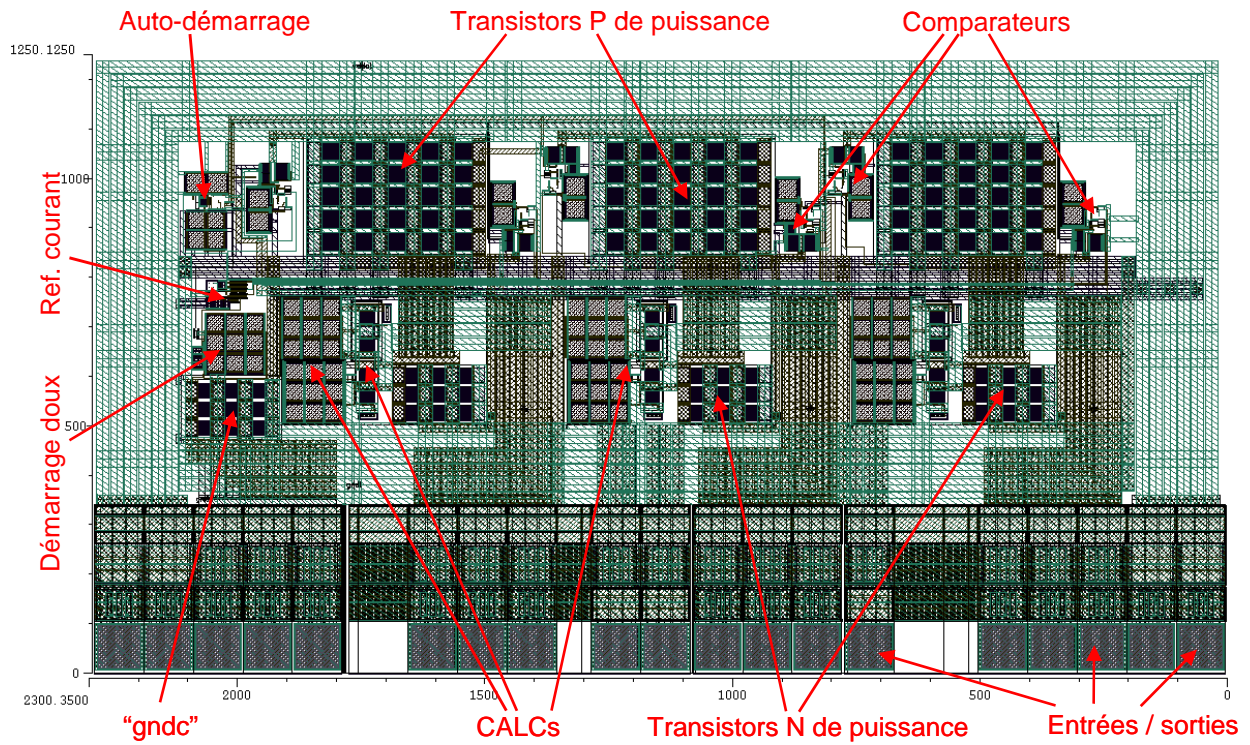 Auto-démarrage
Transistors P de puissance
Comparateurs
1250.1250
1000
Ref. courant
500
Démarrage doux
0
2300.3500
2000
1500
1000
500
0
“gndc”
CALCs
Transistors N de puissance
Entrées / sorties